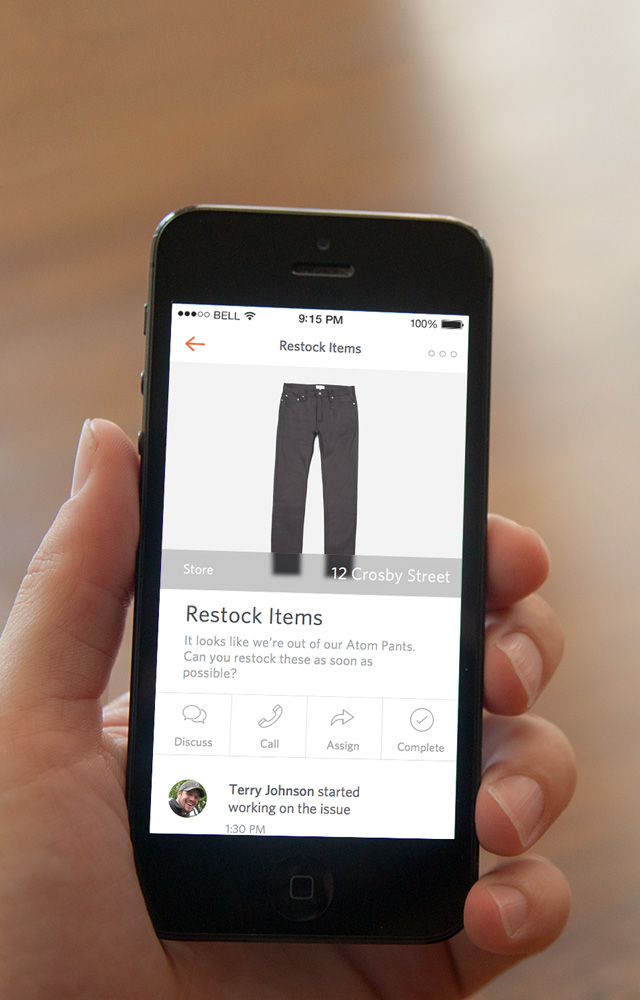 BELL 9:15 PM 100%
Restock Items
Store 12 Crosby Street
Restock Items
It looks like we're out of our Atom Pants.
Can you restock these as soon as
possible?
Discuss Call Assign Complete
Terry Johnson started
working on the issue
1:30 PM